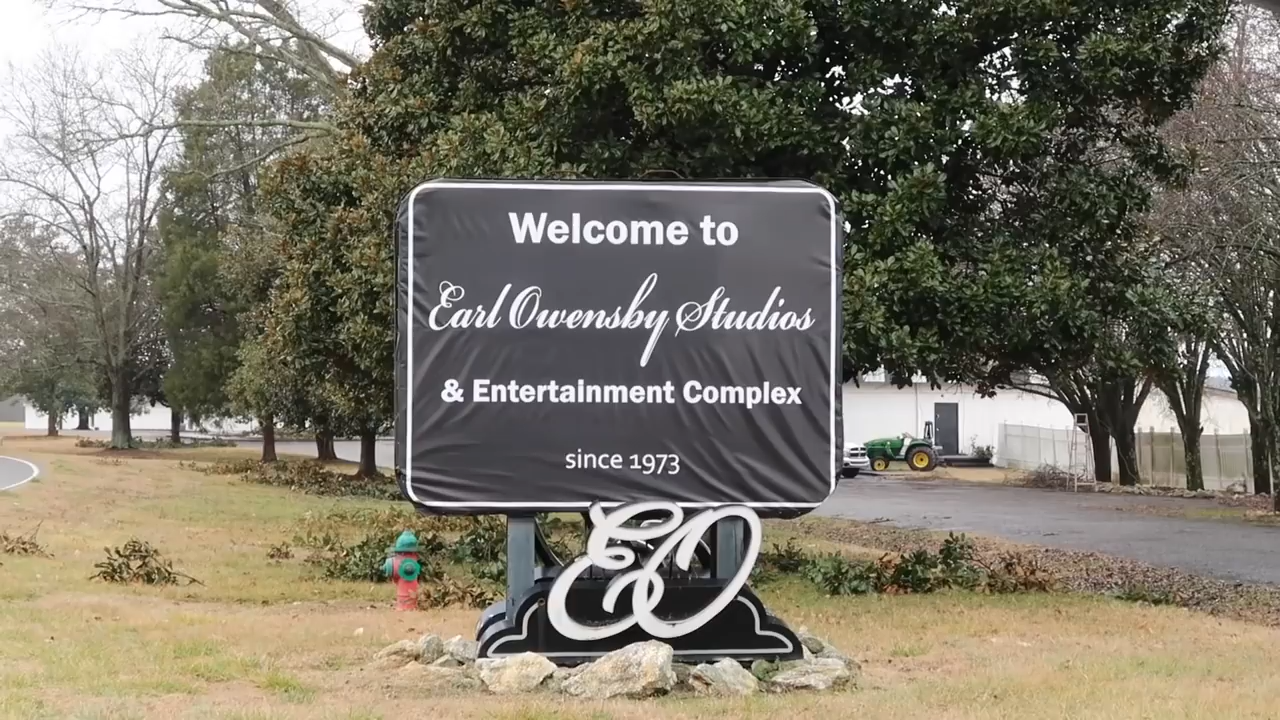 Welcome to
Earl Owensby Studios
& Entertainment Complex
since 1973
EO